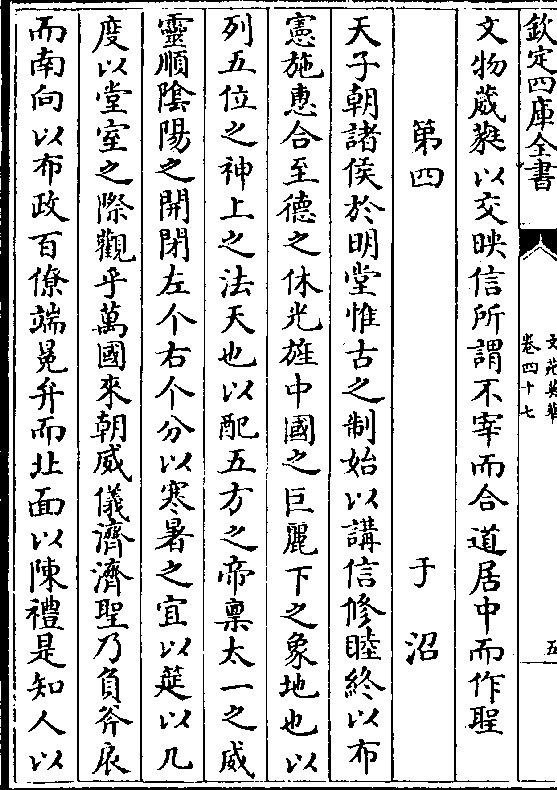 欽定四庫全書
文苑英華
卷四十七
五
文物葳蕤以交映信所謂不宰而合道居中而作聖
第四
于沼
天子朝諸侯於明堂惟古之制始以講信修睦終以布
憲施惠合至德之休光雄中國之巨麗下之象地也以
列五位之神上之法天也以配五方之帝稟太一之威
靈順陰陽之開閉左个右个分以寒暑之宜以筵以几
度以堂室之際觀乎萬國來朝威儀濟濟聖乃負斧扆
而南向以布政百僚端冕弁而北面以陳禮是知人以